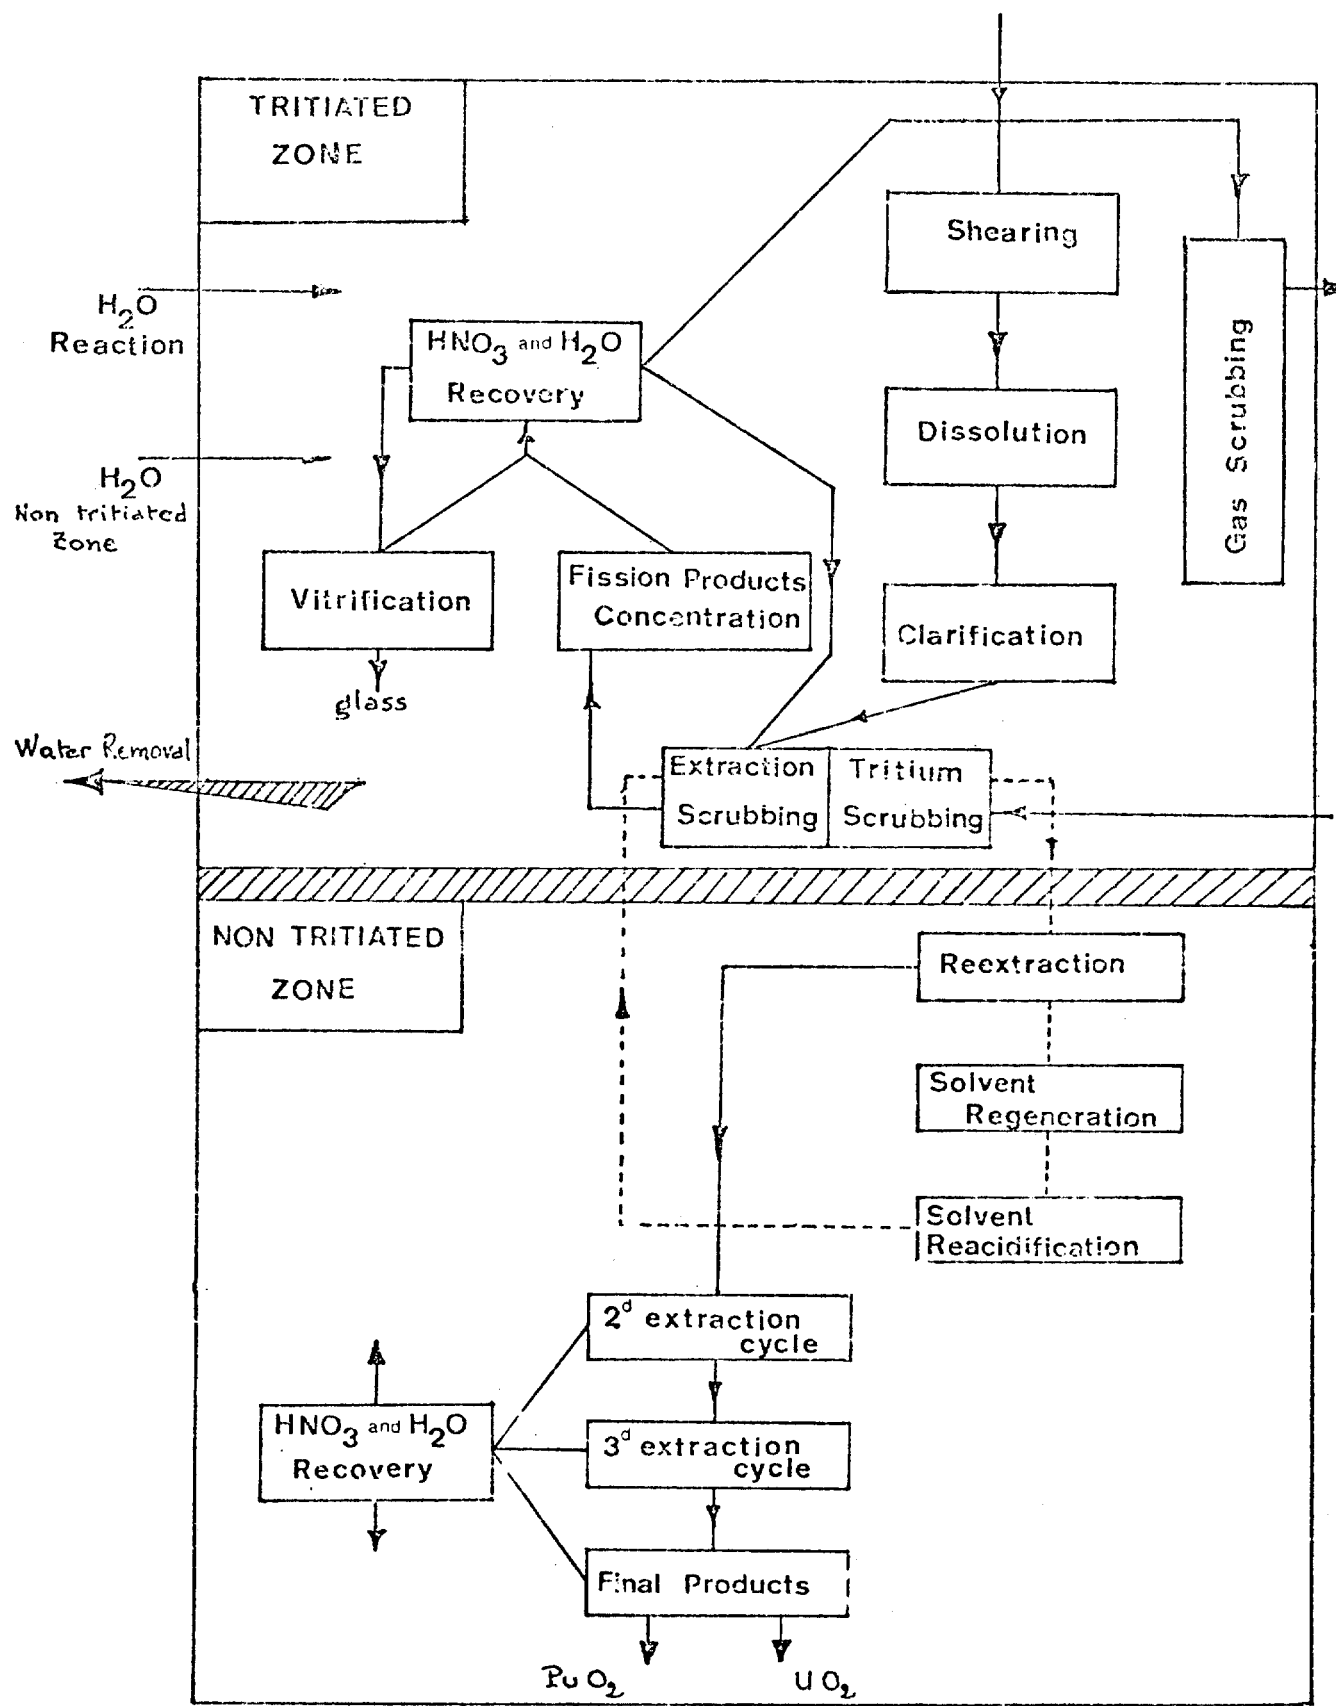 TRITIATED
ZONE
Shearing
H₂O
Reaction
HNO₃ and H₂O
Recovery
Gas Scrubbing
Dissolution
H₂O
Non tritiated
Zone
Vitrification
Fission Products
Concentration
Clarification
glass
Water Removal
Extraction
Scrubbing
Tritium
Scrubbing
NON TRITIATED
ZONE
Reextraction
Solvent
Regeneration
Solvent
Reacidification
2ᵈ extraction
cycle
HNO₃ and H₂O
Recovery
3ᵈ extraction
cycle
Final Products
PuO₂
UO₂